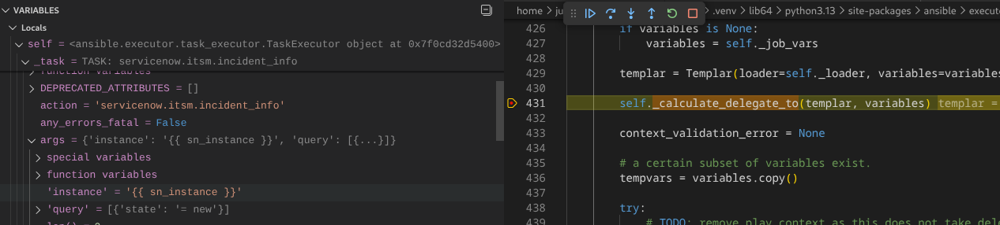 VARIABLES
Locals
self = <ansible.executor.task_executor.TaskExecutor object at 0x7f0cd32d5400>
_task = TASK: servicenow.itsm.incident_info
function variables
DEPRECATED_ATTRIBUTES = []
action = 'servicenow.itsm.incident_info'
any_errors_fatal = False
args = {'instance': '{{ sn_instance }}', 'query': [{...}]}
special variables
function variables
'instance' = '{{ sn_instance }}'
'query' = [{'state': '= new'}]
len() = 2
home > ju .venv > lib64 > python3.13 > site-packages > ansible > execut
426 if variables is None:
427 variables = self._job_vars
428
429 templar = Templar(loader=self._loader, variables=variables
430
431 self._calculate_delegate_to(templar, variables) templar =
432
433 context_validation_error = None
434
435 # a certain subset of variables exist.
436 tempvars = variables.copy()
437
438 try:
439 # TODO: remove play context as this does not take dele